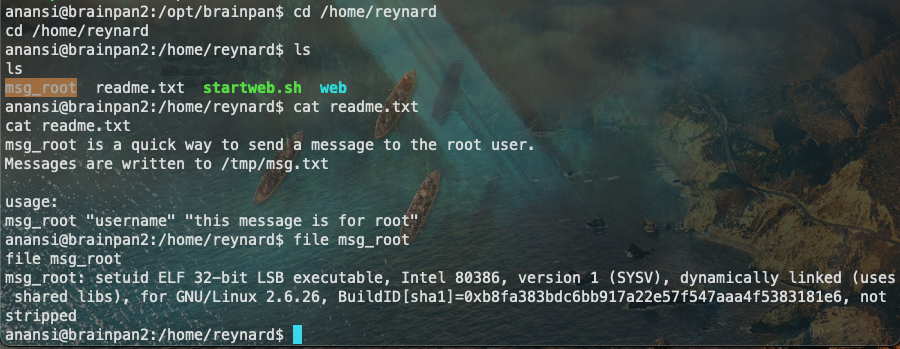 anansi@brainpan2:/opt/brainpan$ cd /home/reynard
cd /home/reynard
anansi@brainpan2:/home/reynard$ ls
ls
msg_root  readme.txt  startweb.sh  web
anansi@brainpan2:/home/reynard$ cat readme.txt
cat readme.txt
msg_root is a quick way to send a message to the root user.
Messages are written to /tmp/msg.txt

usage:
msg_root "username" "this message is for root"
anansi@brainpan2:/home/reynard$ file msg_root
file msg_root
msg_root: setuid ELF 32-bit LSB executable, Intel 80386, version 1 (SYSV), dynamically linked (uses
 shared libs), for GNU/Linux 2.6.26, BuildID[sha1]=0xb8fa383bdc6bb917a22e57f547aaa4f5383181e6, not
stripped
anansi@brainpan2:/home/reynard$